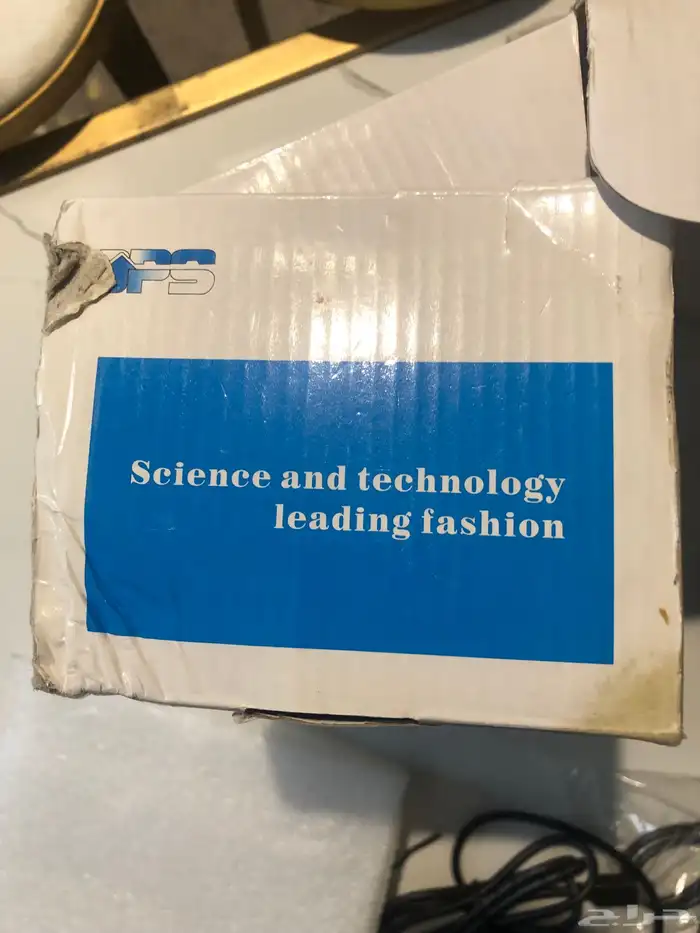 Science and technology
leading fashion
حراج